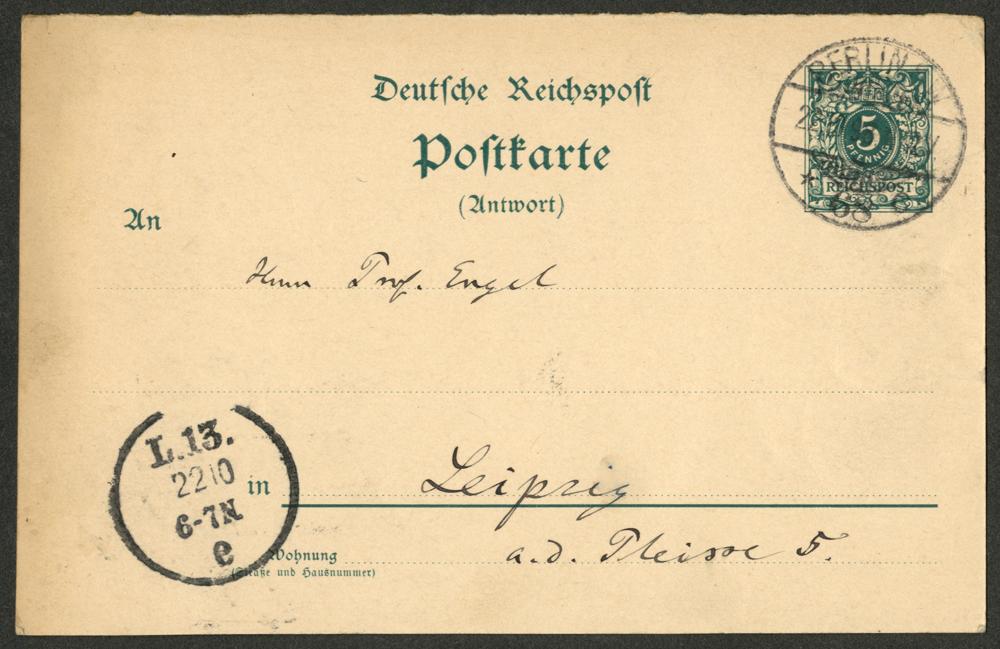 Deutsche Reichspost
Postkarte
(Antwort)
BERLIN
5
PFENNIG
REICHSPOST
68
An
Herrn Prof. Engel
L.13.
22 10
6-7N
e
in
Leipzig
Wohnung
(Straße und Hausnummer)
a.d. Pleisse 5.